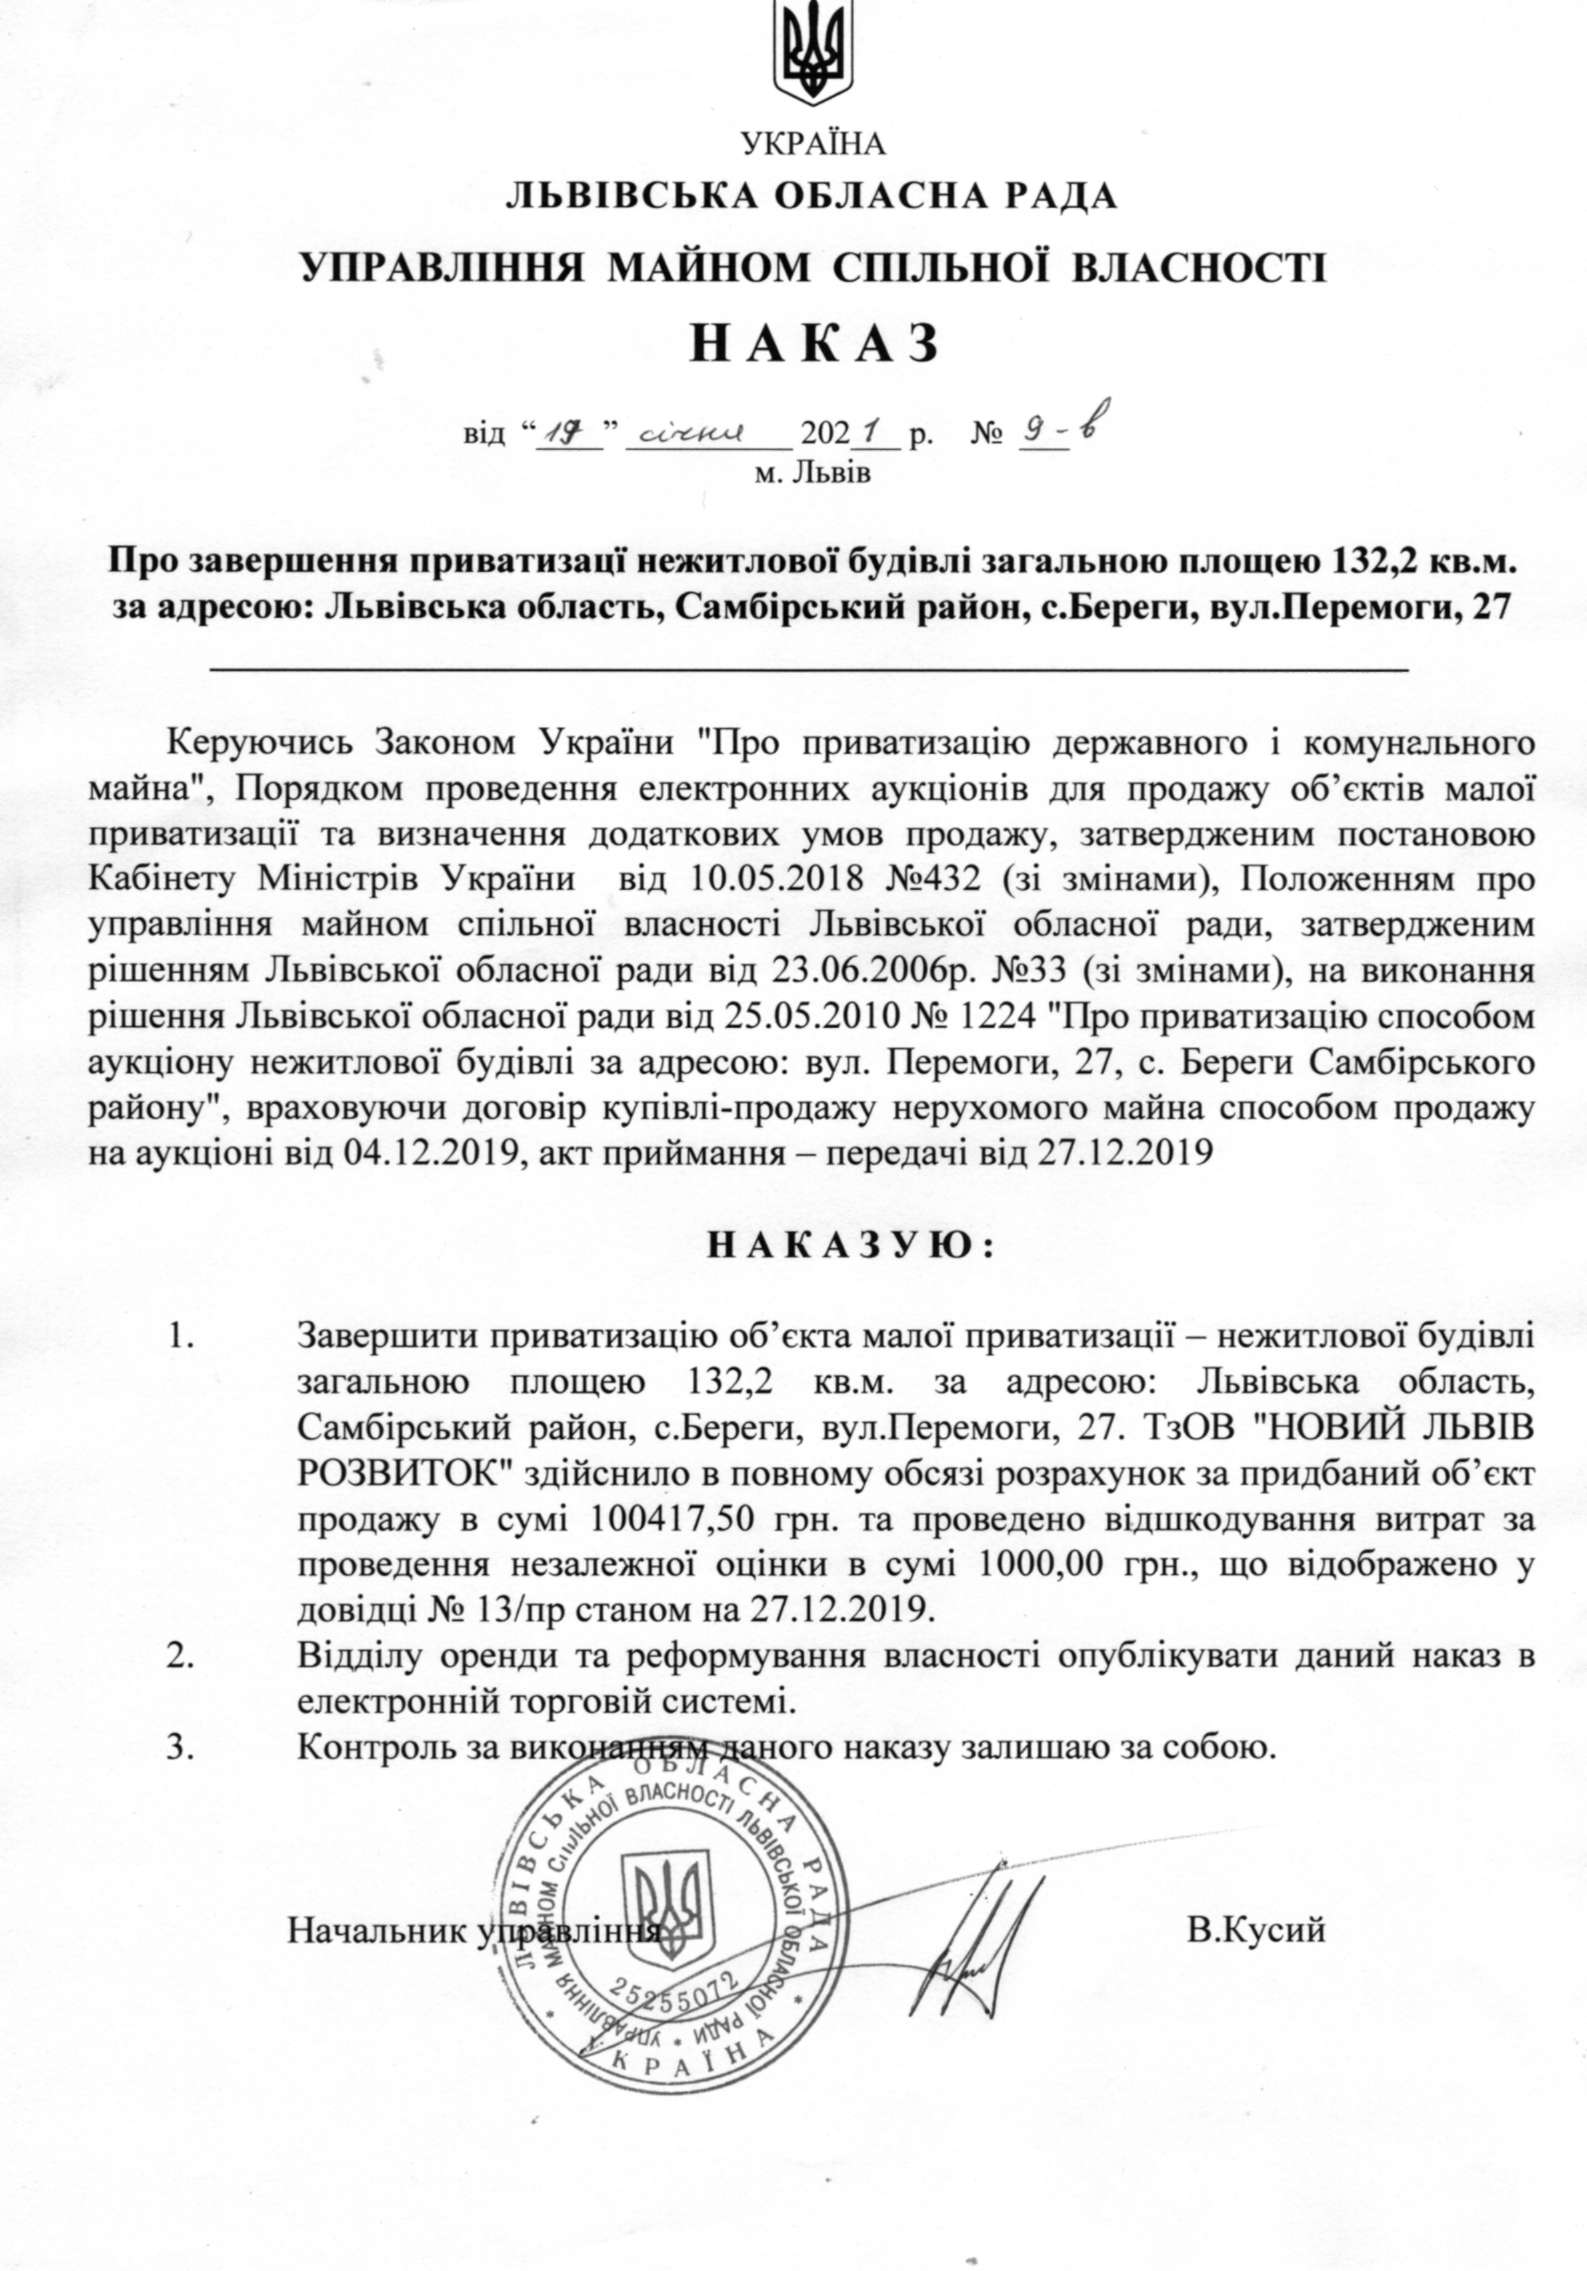 УКРАЇНА
ЛЬВІВСЬКА ОБЛАСНА РАДА
УПРАВЛІННЯ МАЙНОМ СПІЛЬНОЇ ВЛАСНОСТІ
НАКАЗ
від “ ” січня 2021 р. № 9-в
м. Львів
Про завершення приватизації нежитлової будівлі загальною площею 132,2 кв.м.
за адресою: Львівська область, Самбірський район, с.Береги, вул.Перемоги, 27
Керуючись Законом України "Про приватизацію державного і комунального
майна", Порядком проведення електронних аукціонів для продажу об’єктів малої
приватизації та визначення додаткових умов продажу, затвердженим постановою
Кабінету Міністрів України від 10.05.2018 №432 (зі змінами), Положенням про
управління майном спільної власності Львівської обласної ради, затвердженим
рішенням Львівської обласної ради від 23.06.2006р. №33 (зі змінами), на виконання
рішення Львівської обласної ради від 25.05.2010 № 1224 "Про приватизацію способом
аукціону нежитлової будівлі за адресою: вул. Перемоги, 27, с. Береги Самбірського
району", враховуючи договір купівлі-продажу нерухомого майна способом продажу
на аукціоні від 04.12.2019, акт приймання – передачі від 27.12.2019
НАКАЗУЮ:
1. Завершити приватизацію об’єкта малої приватизації – нежитлової будівлі
загальною площею 132,2 кв.м. за адресою: Львівська область,
Самбірський район, с.Береги, вул.Перемоги, 27. ТзОВ "НОВИЙ ЛЬВІВ
РОЗВИТОК" здійснило в повному обсязі розрахунок за придбаний об’єкт
продажу в сумі 100417,50 грн. та проведено відшкодування витрат за
проведення незалежної оцінки в сумі 1000,00 грн., що відображено у
довідці № 13/пр станом на 27.12.2019.
2. Відділу оренди та реформування власності опублікувати даний наказ в
електронній торговій системі.
3. Контроль за виконанням даного наказу залишаю за собою.
Начальник управління В.Кусий
ЛЬВІВСЬКА ОБЛАСНА РАДА * УКРАЇНА *
УПРАВЛІННЯ МАЙНОМ СПІЛЬНОЇ ВЛАСНОСТІ ЛЬВІВСЬКОЇ ОБЛАСНОЇ РАДИ *
25255072